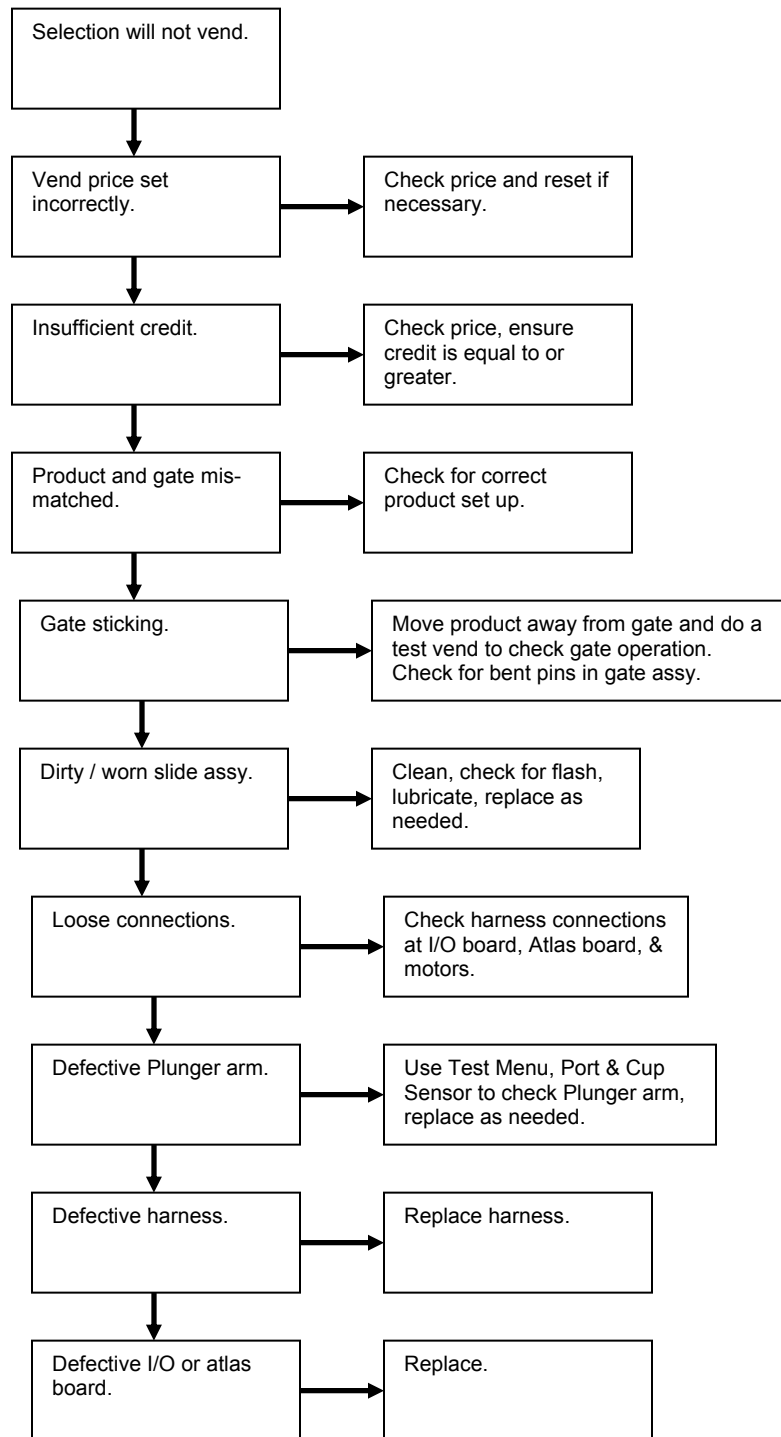 Selection will not vend.
Vend price set
incorrectly.
Check price and reset if
necessary.
Insufficient credit.
Check price, ensure
credit is equal to or
greater.
Product and gate mis-
matched.
Check for correct
product set up.
Gate sticking.
Move product away from gate and do a
test vend to check gate operation.
Check for bent pins in gate assy.
Dirty / worn slide assy.
Clean, check for flash,
lubricate, replace as
needed.
Loose connections.
Check harness connections
at I/O board, Atlas board, &
motors.
Defective Plunger arm.
Use Test Menu, Port & Cup
Sensor to check Plunger arm,
replace as needed.
Defective harness.
Replace harness.
Defective I/O or atlas
board.
Replace.